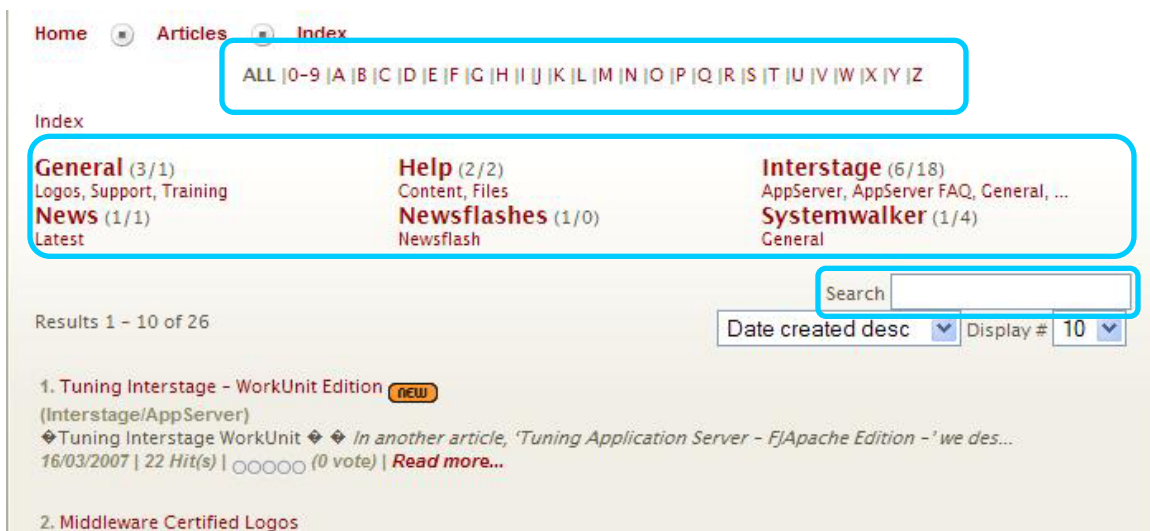 Home Articles Index
ALL |0-9 |A |B |C |D |E |F |G |H |I |J |K |L |M |N |O |P |Q |R |S |T |U |V |W |X |Y |Z
Index
General (3/1) Help (2/2) Interstage (6/18)
Logos, Support, Training Content, Files AppServer, AppServer FAQ, General, ...
News (1/1) Newsflashes (1/0) Systemwalker (1/4)
Latest Newsflash General
Search
Results 1 - 10 of 26 Date created desc Display # 10
1. Tuning Interstage - WorkUnit Edition new
(Interstage/AppServer)
�Tuning Interstage WorkUnit � � In another article, 'Tuning Application Server - FJApache Edition -' we des...
16/03/2007 | 22 Hit(s) | (0 vote) | Read more...
2. Middleware Certified Logos